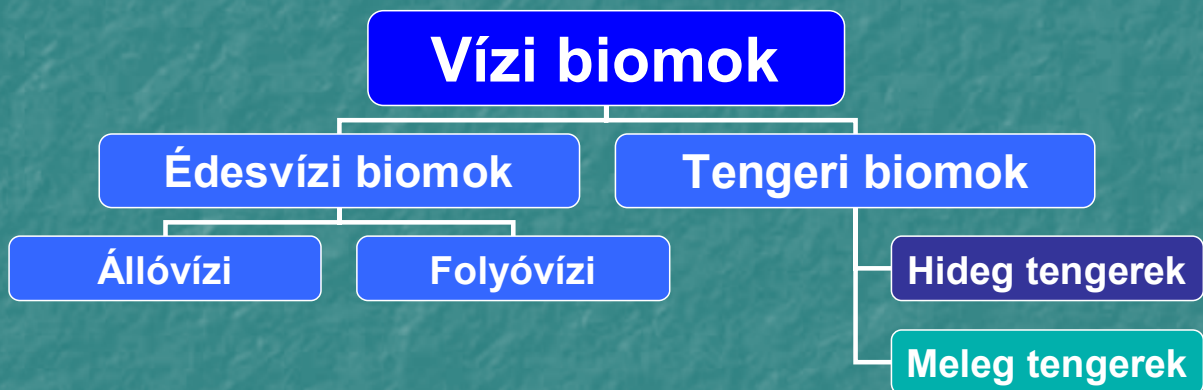 Vízi biomok
Édesvízi biomok
Tengeri biomok
Állóvízi
Folyóvízi
Hideg tengerek
Meleg tengerek